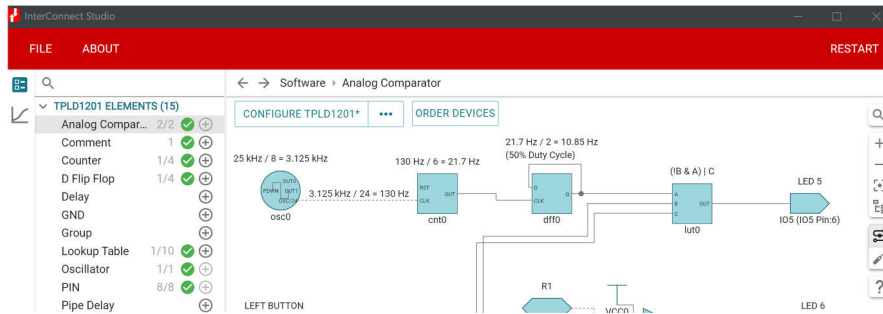 InterConnect Studio
FILE ABOUT RESTART
← → Software › Analog Comparator
TPLD1201 ELEMENTS (15)
Analog Compar... 2/2
Comment 1
Counter 1/4
D Flip Flop 1/4
Delay
GND
Group
Lookup Table 1/10
Oscillator 1/1
PIN 8/8
Pipe Delay
CONFIGURE TPLD1201* ••• ORDER DEVICES
25 kHz / 8 = 3.125 kHz
PDWN OUT0
OUT1
OSC/24
osc0
3.125 kHz / 24 = 130 Hz
130 Hz / 6 = 21.7 Hz
RST OUT
CLK
cnt0
21.7 Hz / 2 = 10.85 Hz
(50% Duty Cycle)
D Q
CLK
dff0
(!B & A) | C
A
B OUT
C
lut0
LED 5
IO5 (IO5 Pin:6)
LEFT BUTTON
R1
VCC0
LED 6